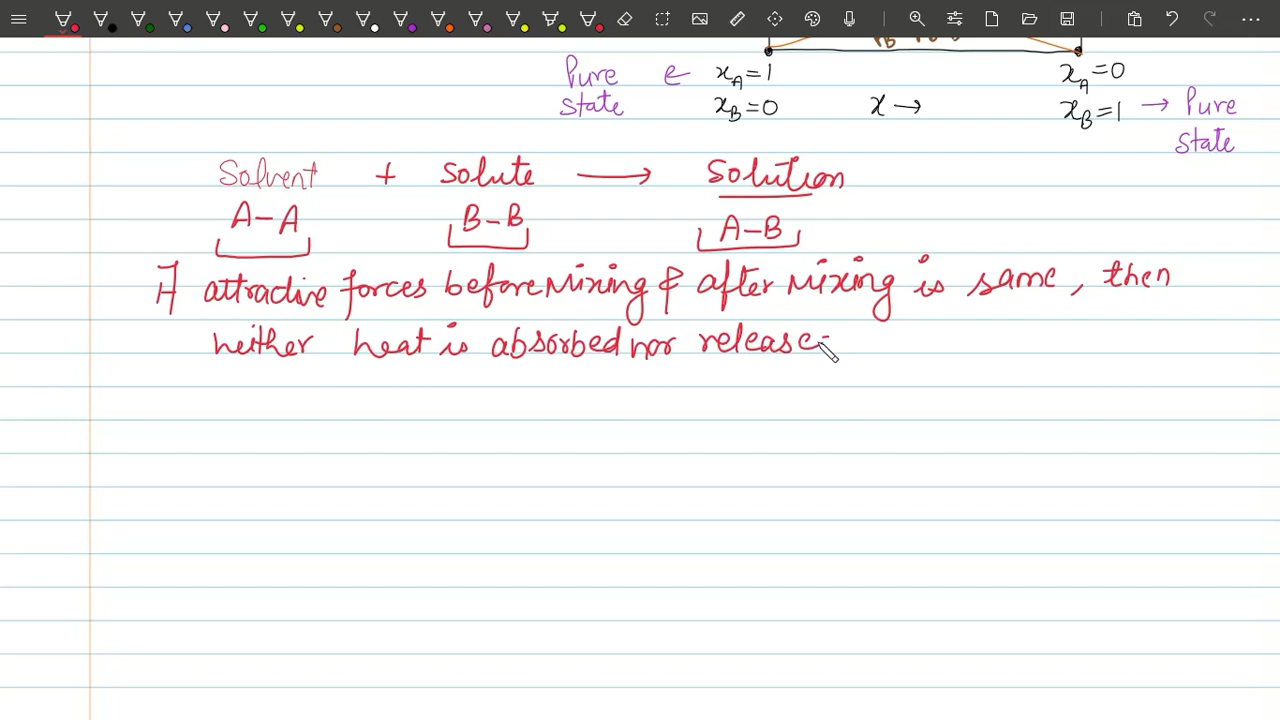 Pure e x_A=1 x_A=0
state x_B=0 x → x_B=1 → Pure
state
Solvent + Solute → Solution
A-A B-B A-B
If attractive forces before Mixing & after Mixing is same, then
neither heat is absorbed nor release